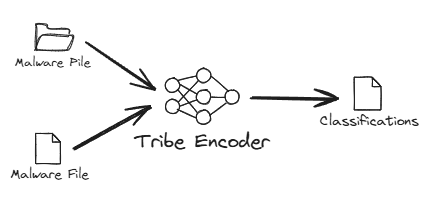 Malware Pile
Malware File
Tribe Encoder
Classifications